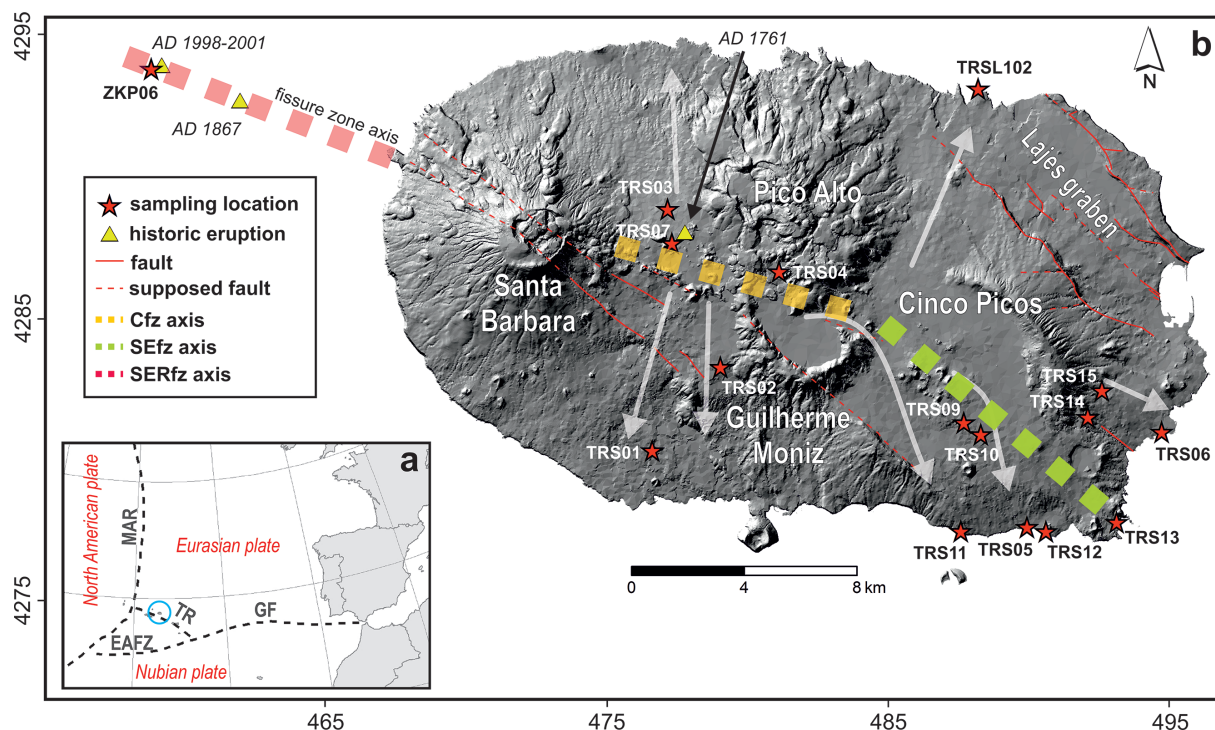 4295
4285
4275
465
475
485
495
b
N
AD 1998-2001
ZKP06
AD 1867
fissure zone axis
AD 1761
TRSL102
Lajes graben
TRS03
Pico Alto
TRS07
TRS04
Santa
Barbara
Cinco Picos
TRS02
TRS15
TRS14
TRS09
Guilherme
Moniz
TRS10
TRS01
TRS06
TRS11
TRS05
TRS12
TRS13
0
4
8 km
sampling location
historic eruption
fault
supposed fault
Cfz axis
SEfz axis
SERfz axis
a
North American plate
MAR
Eurasian plate
TR
GF
EAFZ
Nubian plate